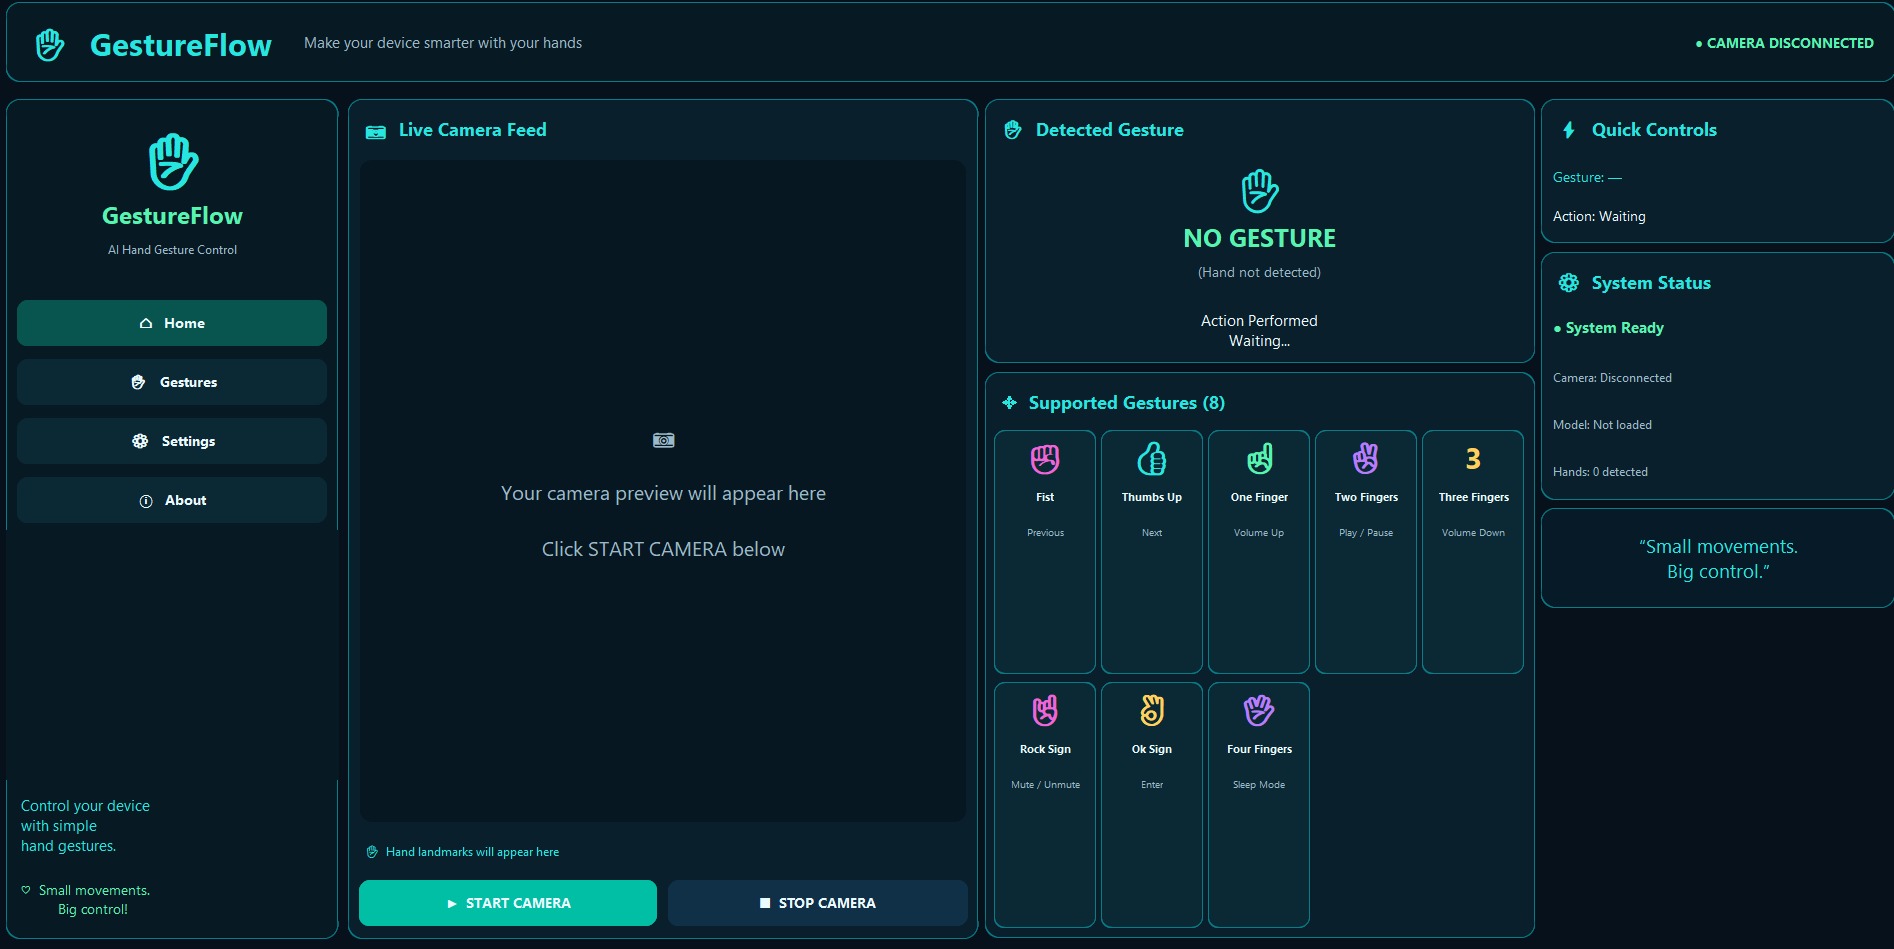 GestureFlow
Make your device smarter with your hands
● CAMERA DISCONNECTED
GestureFlow
AI Hand Gesture Control
Home
Gestures
Settings
About
Control your device
with simple
hand gestures.
♡ Small movements.
Big control!
Live Camera Feed
Your camera preview will appear here
Click START CAMERA below
Hand landmarks will appear here
► START CAMERA
■ STOP CAMERA
Detected Gesture
NO GESTURE
(Hand not detected)
Action Performed
Waiting...
Supported Gestures (8)
Fist
Previous
Thumbs Up
Next
One Finger
Volume Up
Two Fingers
Play / Pause
3
Three Fingers
Volume Down
Rock Sign
Mute / Unmute
Ok Sign
Enter
Four Fingers
Sleep Mode
Quick Controls
Gesture: —
Action: Waiting
System Status
● System Ready
Camera: Disconnected
Model: Not loaded
Hands: 0 detected
“Small movements.
Big control.”